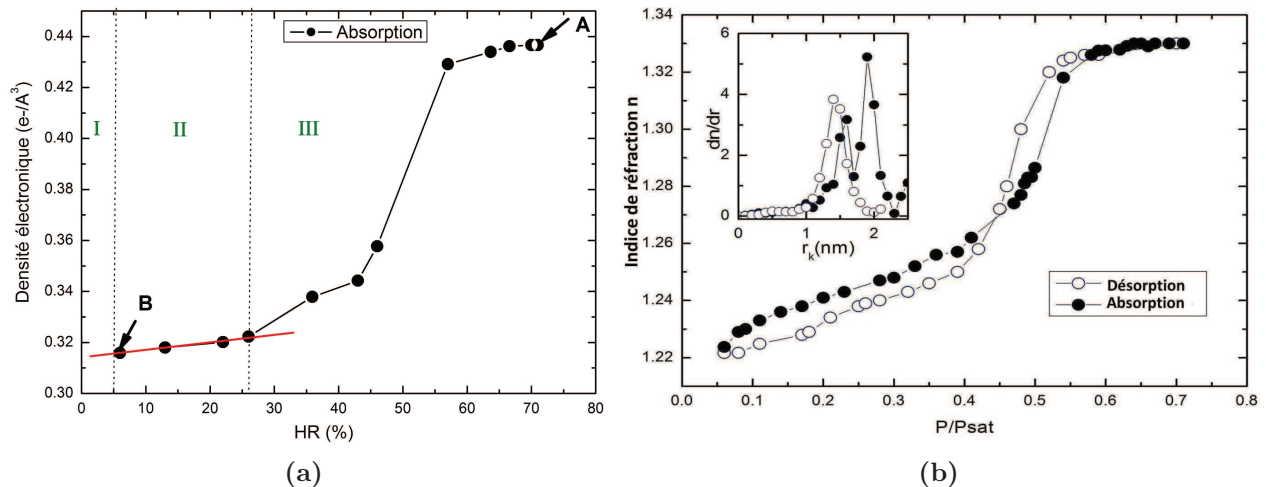 Densité électronique (e-/A³)
0.44
0.42
0.40
0.38
0.36
0.34
0.32
0.30
Absorption
A
I
II
III
B
0 10 20 30 40 50 60 70 80
HR (%)
(a)
Indice de réfraction n
1.34
1.32
1.30
1.28
1.26
1.24
1.22
dn/dr
6
4
2
0
0 1 2
r_k(nm)
Désorption
Absorption
0.0 0.1 0.2 0.3 0.4 0.5 0.6 0.7 0.8
P/Psat
(b)